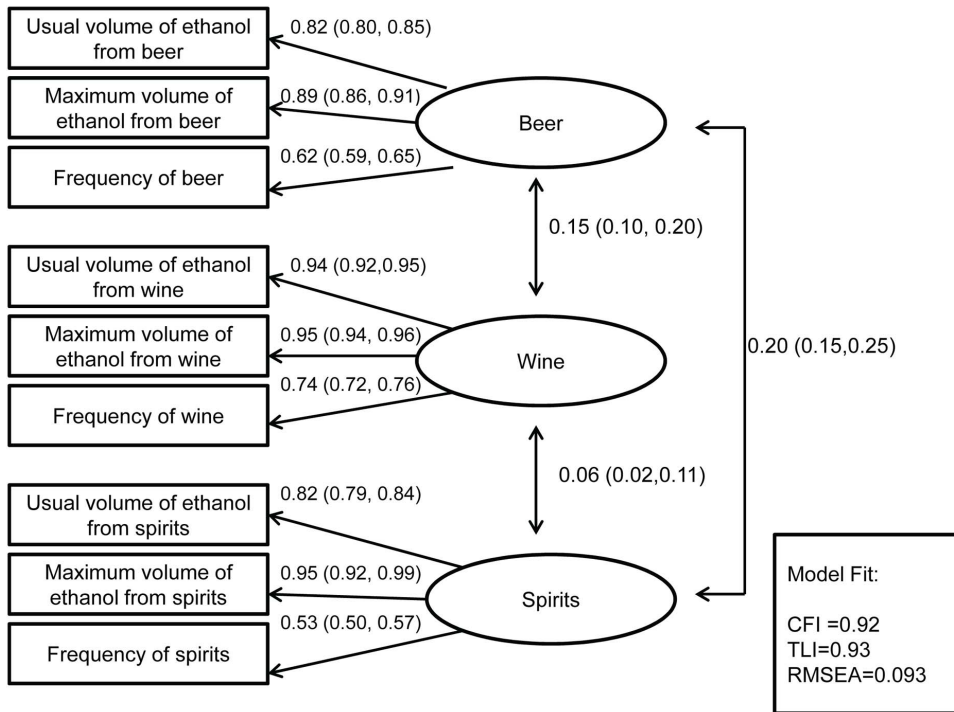 Usual volume of ethanol
from beer
0.82 (0.80, 0.85)
Maximum volume of
ethanol from beer
0.89 (0.86, 0.91)
Beer
Frequency of beer
0.62 (0.59, 0.65)
0.15 (0.10, 0.20)
Usual volume of ethanol
from wine
0.94 (0.92,0.95)
Maximum volume of
ethanol from wine
0.95 (0.94, 0.96)
Wine
0.20 (0.15,0.25)
Frequency of wine
0.74 (0.72, 0.76)
0.06 (0.02,0.11)
Usual volume of ethanol
from spirits
0.82 (0.79, 0.84)
Maximum volume of
ethanol from spirits
0.95 (0.92, 0.99)
Spirits
Frequency of spirits
0.53 (0.50, 0.57)
Model Fit:
CFI =0.92
TLI=0.93
RMSEA=0.093